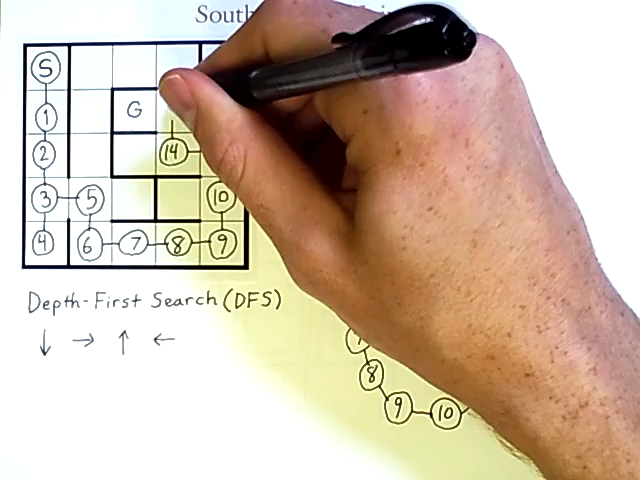 South
S
1 G
2 14
3 5 10
4 6 7 8 9
Depth-First Search (DFS)
↓ → ↑ ←
8
9 10